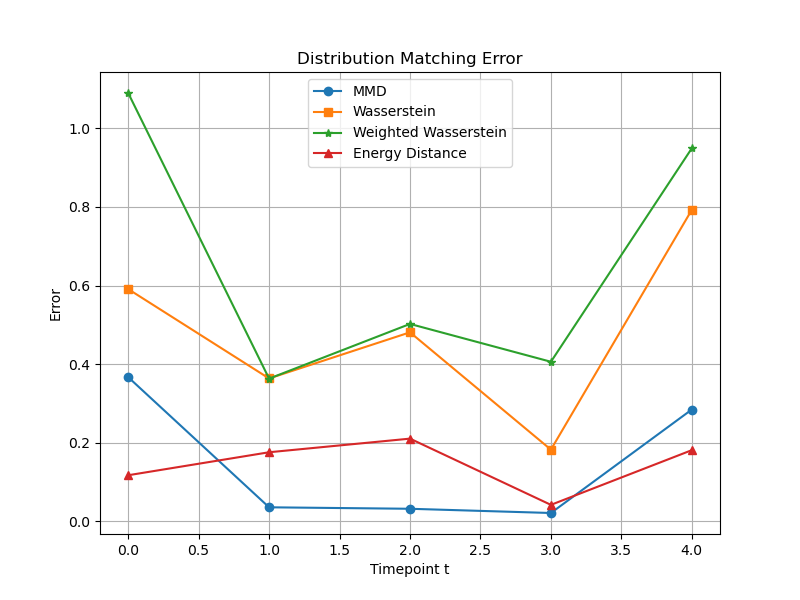 Distribution Matching Error
MMD
Wasserstein
Weighted Wasserstein
Energy Distance
1.0
0.8
0.6
0.4
0.2
0.0
Error
0.0 0.5 1.0 1.5 2.0 2.5 3.0 3.5 4.0
Timepoint t